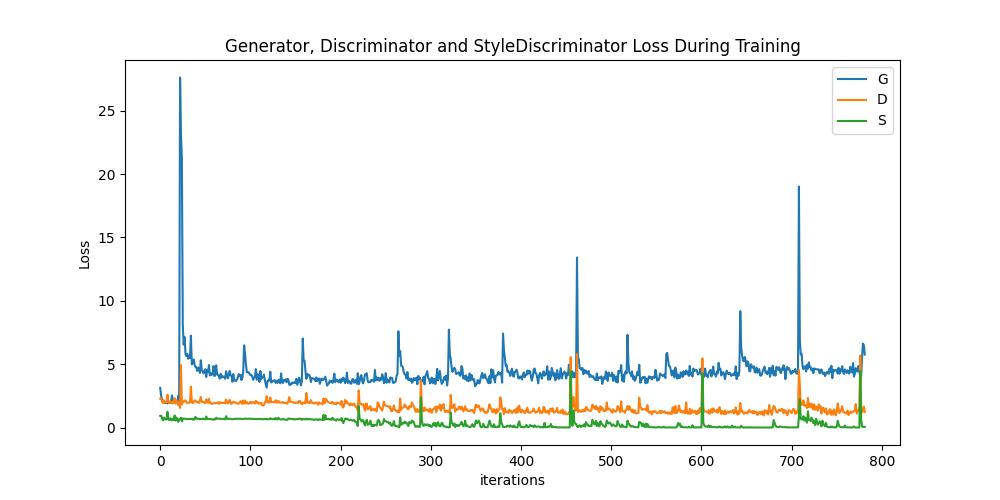 Generator, Discriminator and StyleDiscriminator Loss During Training
G
D
S
25
20
15
10
5
0
Loss
0 100 200 300 400 500 600 700 800
iterations